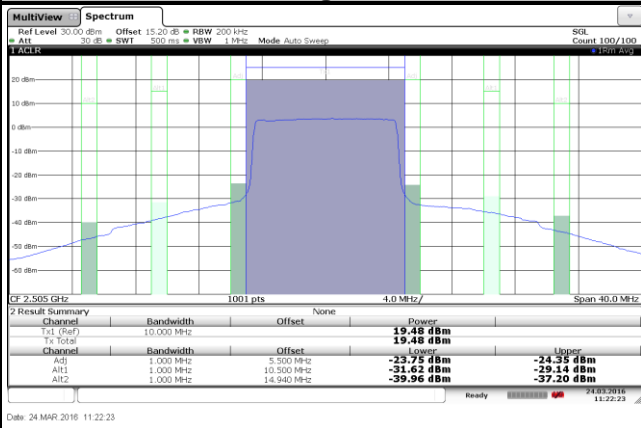 MultiView Spectrum
Ref Level 30.00 dBm Offset 15.20 dB RBW 200 kHz SGL
Att 30 dB SWT 500 ms VBW 1 MHz Mode Auto Sweep Count 100/100
1 ACLR 1Rm Avg
20 dBm
10 dBm
0 dBm
-10 dBm
-20 dBm
-30 dBm
-40 dBm
-50 dBm
-60 dBm
CF 2.505 GHz 1001 pts 4.0 MHz/ Span 40.0 MHz
2 Result Summary None
Channel Bandwidth Offset Power
Tx1 (Ref) 10.000 MHz 19.48 dBm
Tx Total 19.48 dBm
Channel Bandwidth Offset Lower Upper
Adj 1.000 MHz 5.500 MHz -23.75 dBm -24.35 dBm
Alt1 1.000 MHz 10.500 MHz -31.62 dBm -29.14 dBm
Alt2 1.000 MHz 14.940 MHz -39.96 dBm -37.20 dBm
Ready 24.03.2016
11:22:23
Date: 24.MAR.2016 11:22:23